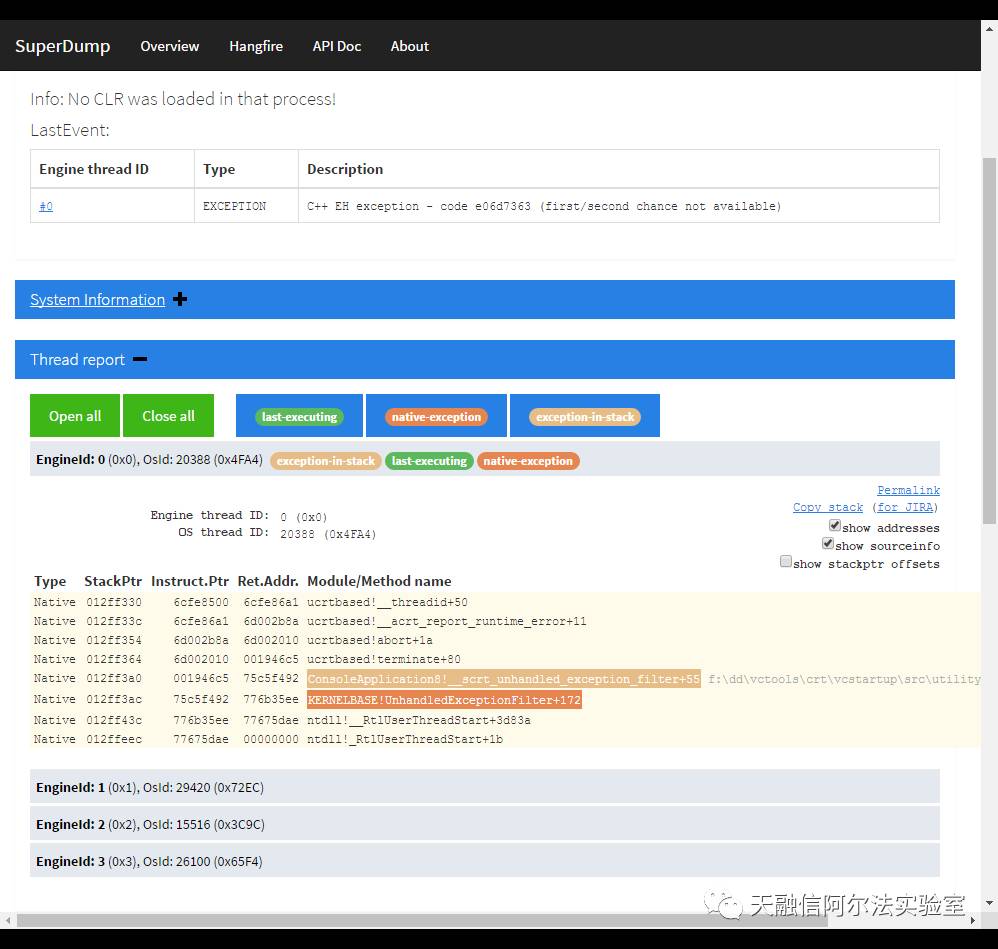 SuperDump Overview Hangfire API Doc About
Info: No CLR was loaded in that process!
LastEvent:
Engine thread ID Type Description
#0 EXCEPTION C++ EH exception - code e06d7363 (first/second chance not available)
System Information
Thread report
Open all Close all last-executing native-exception exception-in-stack
EngineId: 0 (0x0), OsId: 20388 (0x4FA4) exception-in-stack last-executing native-exception
Permalink
Copy stack (for JIRA)
Engine thread ID: 0 (0x0)
OS thread ID: 20388 (0x4FA4)
show addresses
show sourceinfo
show stackptr offsets
Type StackPtr Instruct.Ptr Ret.Addr. Module/Method name
Native 012ff330 6cfe8500 6cfe86a1 ucrtbased!__threadid+50
Native 012ff33c 6cfe86a1 6d002b8a ucrtbased!__acrt_report_runtime_error+11
Native 012ff354 6d002b8a 6d002010 ucrtbased!abort+1a
Native 012ff364 6d002010 001946c5 ucrtbased!terminate+80
Native 012ff3a0 001946c5 75c5f492 ConsoleApplication8!__scrt_unhandled_exception_filter+55 f:\dd\vctools\crt\vcstartup\src\utility
Native 012ff3ac 75c5f492 776b35ee KERNELBASE!UnhandledExceptionFilter+172
Native 012ff43c 776b35ee 77675dae ntdll!__RtlUserThreadStart+3d83a
Native 012ffeec 77675dae 00000000 ntdll!_RtlUserThreadStart+1b
EngineId: 1 (0x1), OsId: 29420 (0x72EC)
EngineId: 2 (0x2), OsId: 15516 (0x3C9C)
EngineId: 3 (0x3), OsId: 26100 (0x65F4)
天融信阿尔法实验室